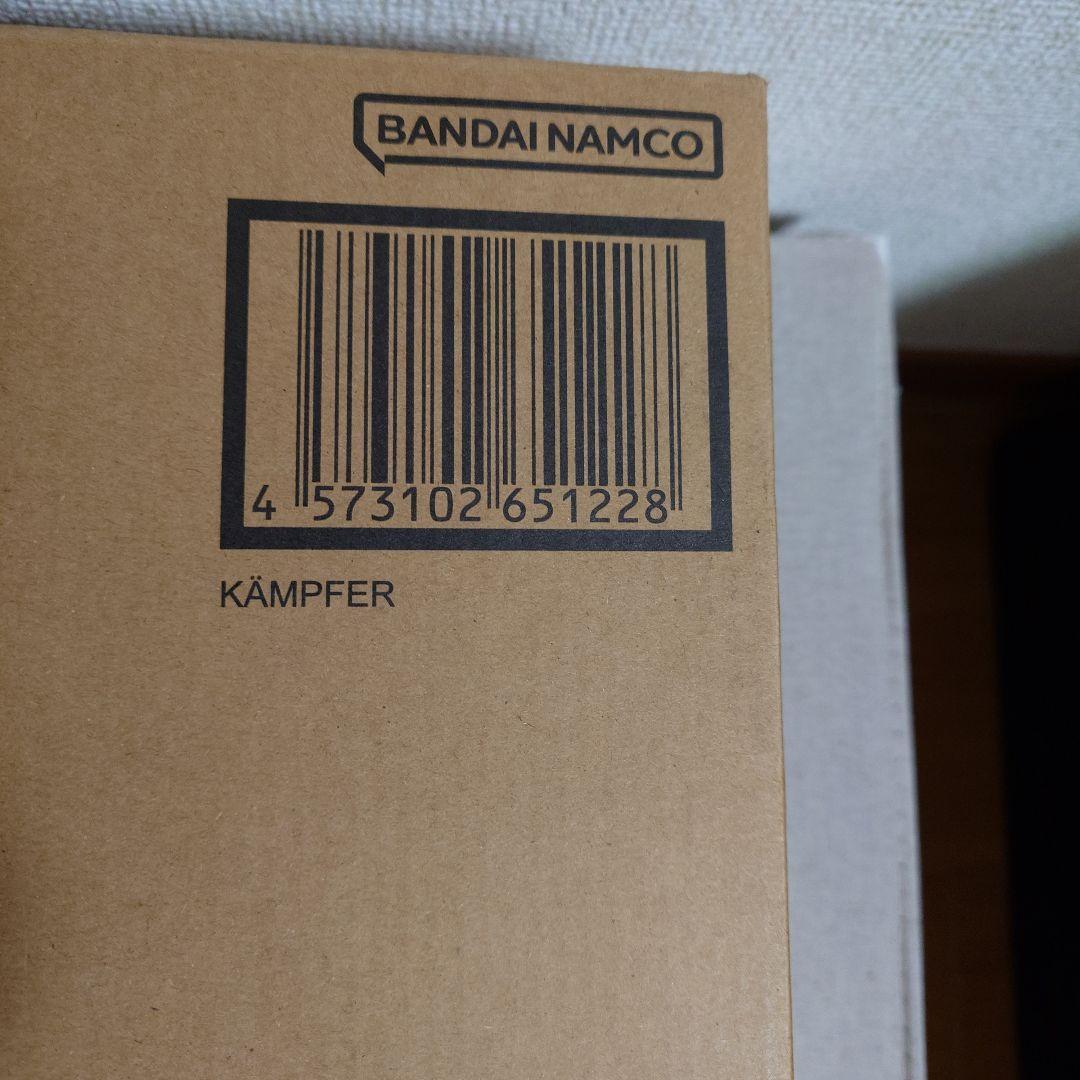 BANDAI NAMCO
4 573102 651228
KÄMPFER